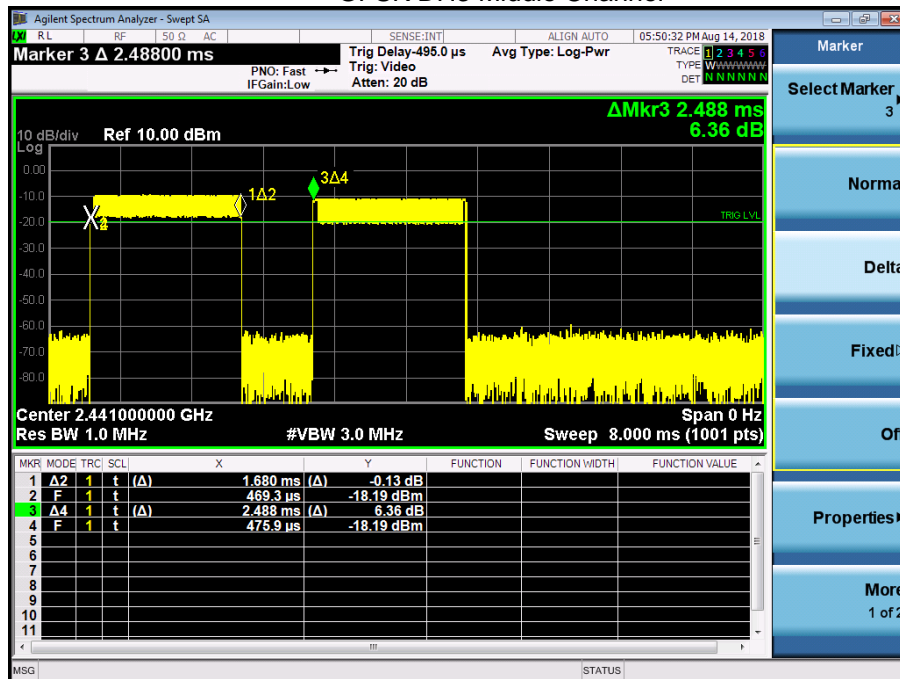 Agilent Spectrum Analyzer - Swept SA
RL RF 50 Ω AC SENSE:INT ALIGN AUTO 05:50:32 PM Aug 14, 2018
Marker 3 Δ 2.48800 ms
Trig Delay-495.0 µs Avg Type: Log-Pwr TRACE 1 2 3 4 5 6
PNO: Fast Trig: Video TYPE WWWWWW
IFGain:Low Atten: 20 dB DET N N N N N N
Marker
Select Marker
3
Norma
Delta
Fixed
Of
Properties
More
1 of 2
ΔMkr3 2.488 ms
6.36 dB
10 dB/div Ref 10.00 dBm
Log
0.00
-10.0
-20.0
-30.0
-40.0
-50.0
-60.0
-70.0
-80.0
1Δ2
3Δ4
TRIG LVL
Center 2.441000000 GHz Span 0 Hz
Res BW 1.0 MHz #VBW 3.0 MHz Sweep 8.000 ms (1001 pts)
MKR MODE TRC SCL X Y FUNCTION FUNCTION WIDTH FUNCTION VALUE
1 Δ2 1 t (Δ) 1.680 ms (Δ) -0.13 dB
2 F 1 t 469.3 µs -18.19 dBm
3 Δ4 1 t (Δ) 2.488 ms (Δ) 6.36 dB
4 F 1 t 475.9 µs -18.19 dBm
5
6
7
8
9
10
11
MSG STATUS